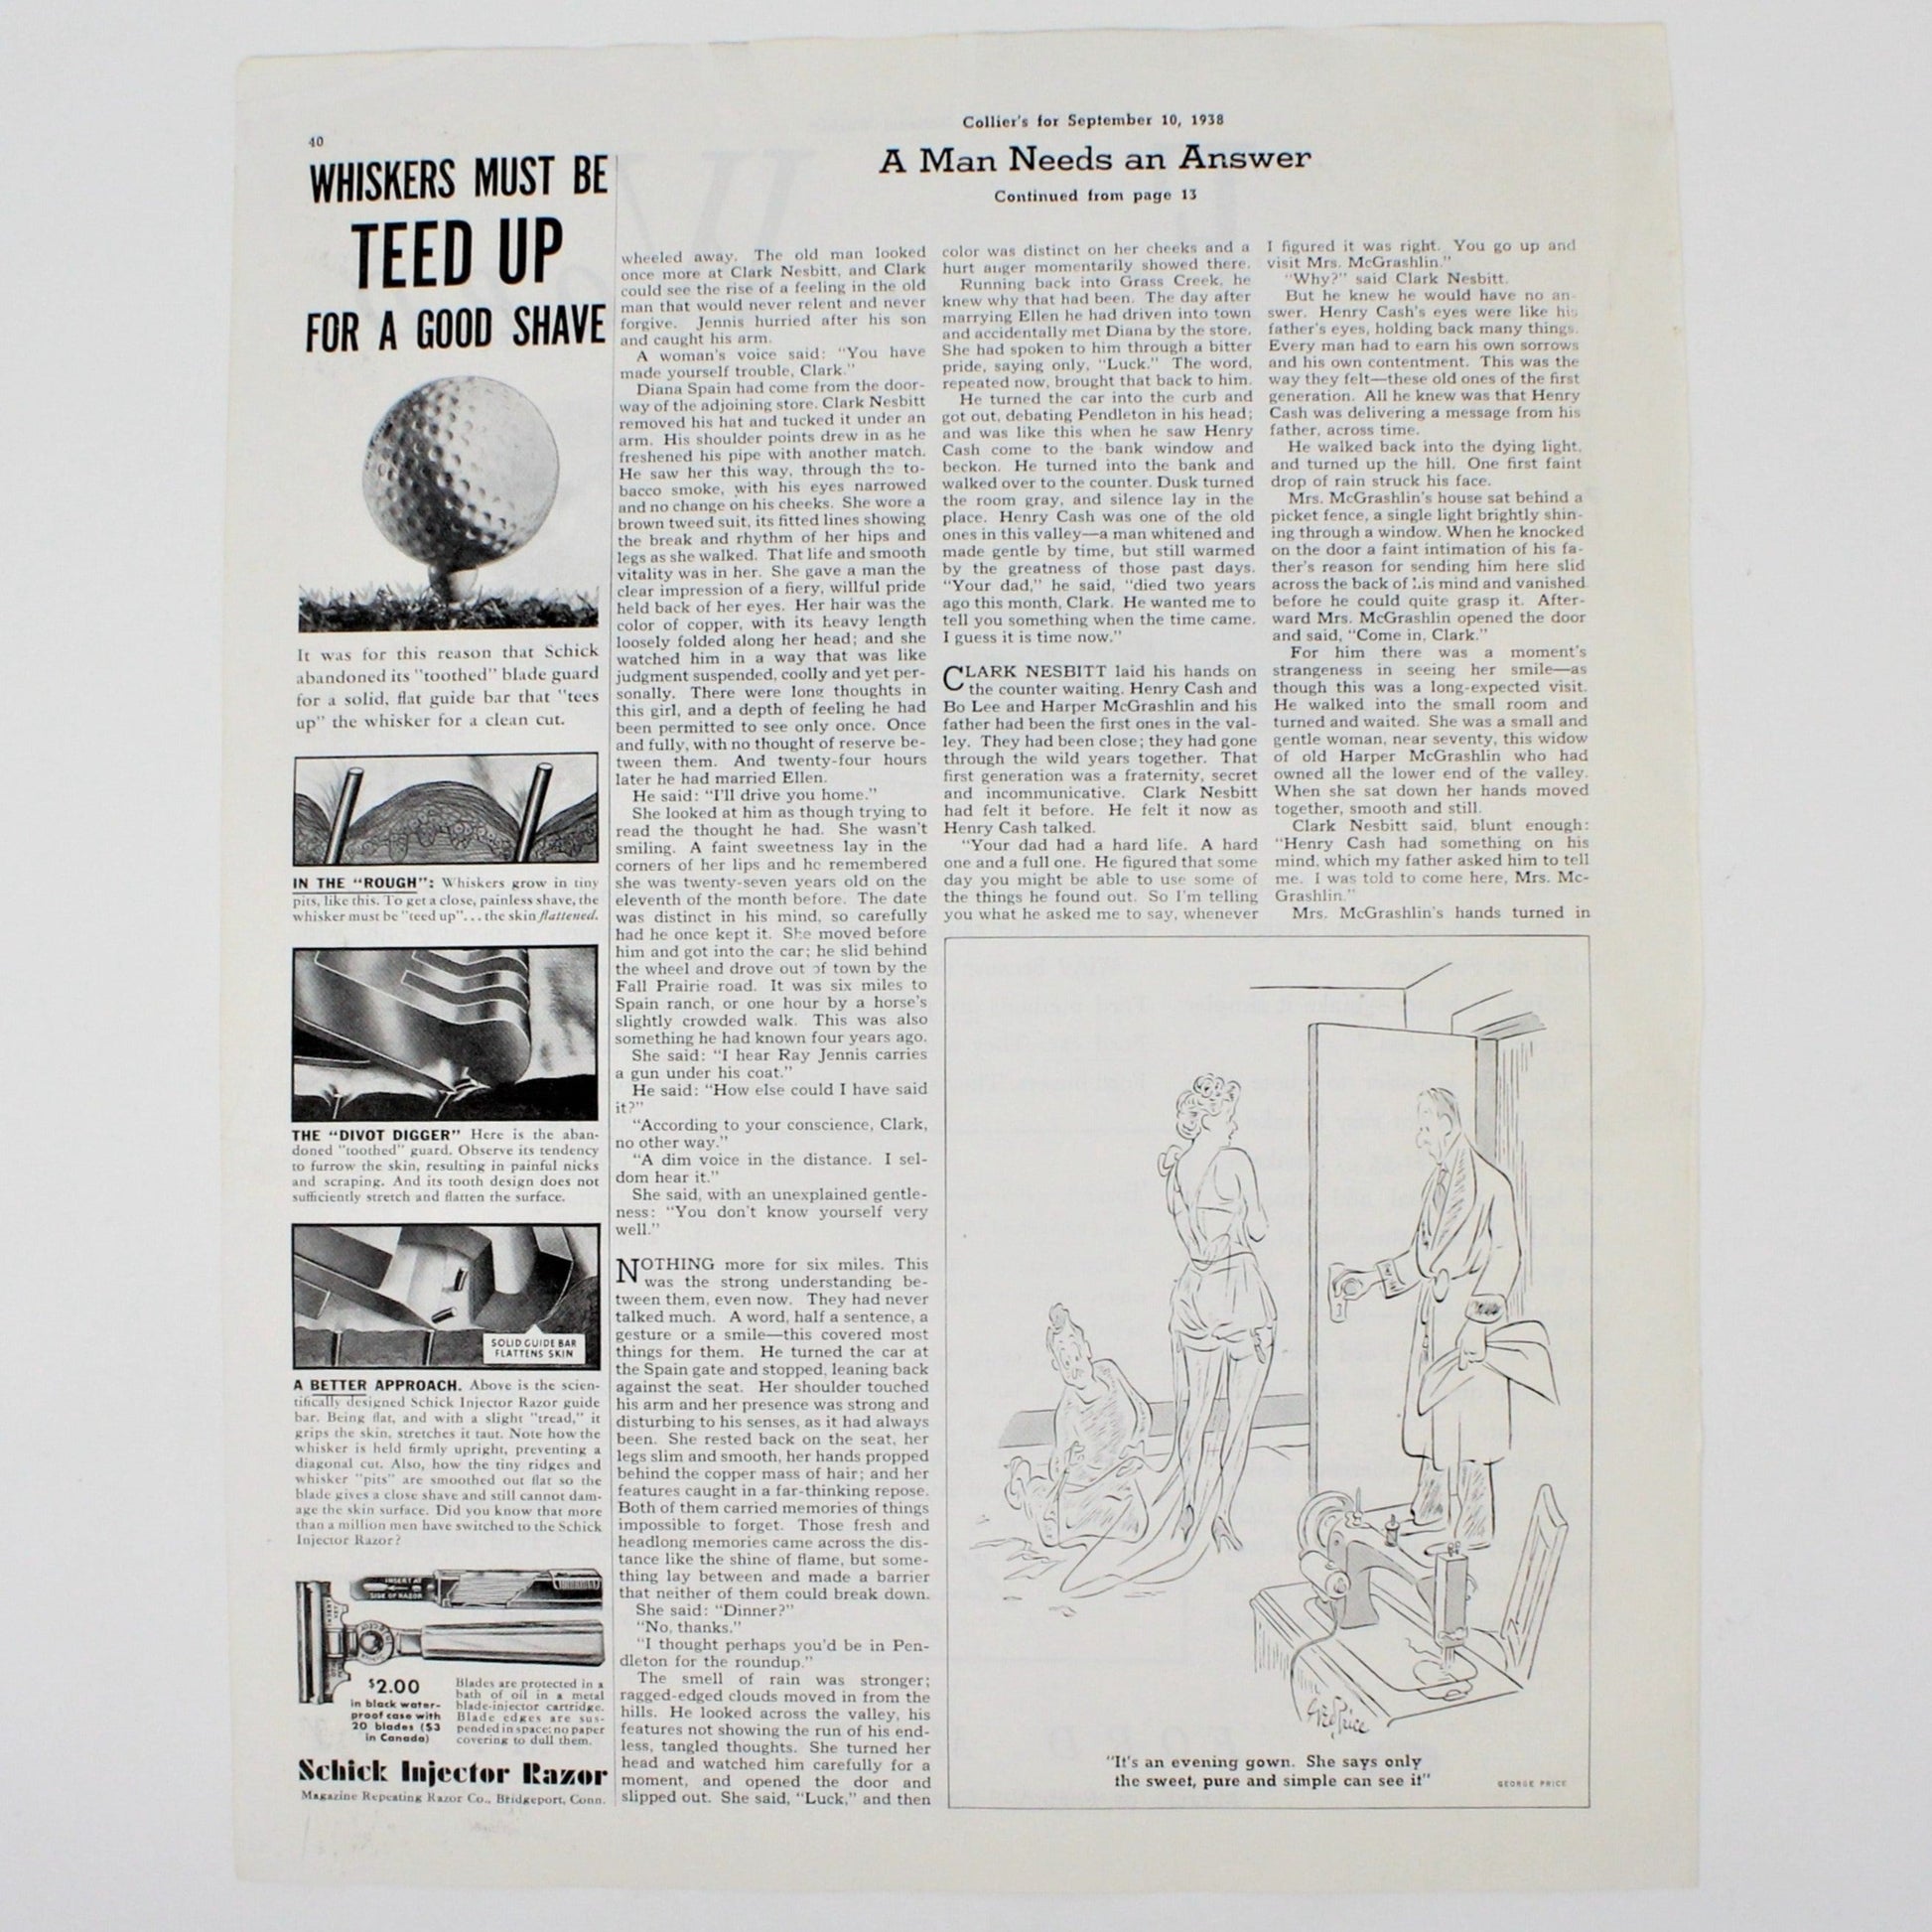 40
Collier's for September 10, 1938
A Man Needs an Answer
Continued from page 13
WHISKERS MUST BE
TEED UP
FOR A GOOD SHAVE
It was for this reason that Schick
abandoned its "toothed" blade guard
for a solid, flat guide bar that "tees
up" the whisker for a clean cut.
IN THE "ROUGH": Whiskers grow in tiny
pits, like this. To get a close, painless shave, the
whisker must be "teed up"... the skin flattened.
THE "DIVOT DIGGER" Here is the aban-
doned "toothed" guard. Observe its tendency
to furrow the skin, resulting in painful nicks
and scraping. And its tooth design does not
sufficiently stretch and flatten the surface.
SOLID GUIDE BAR
FLATTENS SKIN
A BETTER APPROACH. Above is the scien-
tifically designed Schick Injector Razor guide
bar. Being flat, and with a slight "tread," it
grips the skin, stretches it taut. Note how the
whisker is held firmly upright, preventing a
diagonal cut. Also, how the tiny ridges and
whisker "pits" are smoothed out flat so the
blade gives a close shave and still cannot dam-
age the skin surface. Did you know that more
than a million men have switched to the Schick
Injector Razor?
INSERT AT
SIDE OF RAZOR
$2.00
in black water-
proof case with
20 blades ($3
in Canada)
Blades are protected in a
bath of oil in a metal
blade-injector cartridge.
Blade edges are sus-
pended in space; no paper
covering to dull them.
Schick Injector Razor
Magazine Repeating Razor Co., Bridgeport, Conn.
wheeled away. The old man looked
once more at Clark Nesbitt, and Clark
could see the rise of a feeling in the old
man that would never relent and never
forgive. Jennis hurried after his son
and caught his arm.
A woman's voice said: "You have
made yourself trouble, Clark."
Diana Spain had come from the door-
way of the adjoining store. Clark Nesbitt
removed his hat and tucked it under an
arm. His shoulder points drew in as he
freshened his pipe with another match.
He saw her this way, through the to-
bacco smoke, with his eyes narrowed
and no change on his cheeks. She wore a
brown tweed suit, its fitted lines showing
the break and rhythm of her hips and
legs as she walked. That life and smooth
vitality was in her. She gave a man the
clear impression of a fiery, willful pride
held back of her eyes. Her hair was the
color of copper, with its heavy length
loosely folded along her head; and she
watched him in a way that was like
judgment suspended, coolly and yet per-
sonally. There were long thoughts in
this girl, and a depth of feeling he had
been permitted to see only once. Once
and fully, with no thought of reserve be-
tween them. And twenty-four hours
later he had married Ellen.
He said: "I'll drive you home."
She looked at him as though trying to
read the thought he had. She wasn't
smiling. A faint sweetness lay in the
corners of her lips and he remembered
she was twenty-seven years old on the
eleventh of the month before. The date
was distinct in his mind, so carefully
had he once kept it. She moved before
him and got into the car; he slid behind
the wheel and drove out of town by the
Fall Prairie road. It was six miles to
Spain ranch, or one hour by a horse's
slightly crowded walk. This was also
something he had known four years ago.
She said: "I hear Ray Jennis carries
a gun under his coat."
He said: "How else could I have said
it?"
"According to your conscience, Clark,
no other way."
"A dim voice in the distance. I sel-
dom hear it."
She said, with an unexplained gentle-
ness: "You don't know yourself very
well."
NOTHING more for six miles. This
was the strong understanding be-
tween them, even now. They had never
talked much. A word, half a sentence, a
gesture or a smile—this covered most
things for them. He turned the car at
the Spain gate and stopped, leaning back
against the seat. Her shoulder touched
his arm and her presence was strong and
disturbing to his senses, as it had always
been. She rested back on the seat, her
legs slim and smooth, her hands propped
behind the copper mass of hair; and her
features caught in a far-thinking repose.
Both of them carried memories of things
impossible to forget. Those fresh and
headlong memories came across the dis-
tance like the shine of flame, but some-
thing lay between and made a barrier
that neither of them could break down.
She said: "Dinner?"
"No, thanks."
"I thought perhaps you'd be in Pen-
dleton for the roundup."
The smell of rain was stronger;
ragged-edged clouds moved in from the
hills. He looked across the valley, his
features not showing the run of his end-
less, tangled thoughts. She turned her
head and watched him carefully for a
moment, and opened the door and
slipped out. She said, "Luck," and then
color was distinct on her cheeks and a
hurt anger momentarily showed there.
Running back into Grass Creek, he
knew why that had been. The day after
marrying Ellen he had driven into town
and accidentally met Diana by the store.
She had spoken to him through a bitter
pride, saying only, "Luck." The word,
repeated now, brought that back to him.
He turned the car into the curb and
got out, debating Pendleton in his head;
and was like this when he saw Henry
Cash come to the bank window and
beckon. He turned into the bank and
walked over to the counter. Dusk turned
the room gray, and silence lay in the
place. Henry Cash was one of the old
ones in this valley—a man whitened and
made gentle by time, but still warmed
by the greatness of those past days.
"Your dad," he said, "died two years
ago this month, Clark. He wanted me to
tell you something when the time came.
I guess it is time now."
CLARK NESBITT laid his hands on
the counter waiting. Henry Cash and
Bo Lee and Harper McGrashlin and his
father had been the first ones in the val-
ley. They had been close; they had gone
through the wild years together. That
first generation was a fraternity, secret
and incommunicative. Clark Nesbitt
had felt it before. He felt it now as
Henry Cash talked.
"Your dad had a hard life. A hard
one and a full one. He figured that some
day you might be able to use some of
the things he found out. So I'm telling
you what he asked me to say, whenever
I figured it was right. You go up and
visit Mrs. McGrashlin."
"Why?" said Clark Nesbitt.
But he knew he would have no an-
swer. Henry Cash's eyes were like his
father's eyes, holding back many things.
Every man had to earn his own sorrows
and his own contentment. This was the
way they felt—these old ones of the first
generation. All he knew was that Henry
Cash was delivering a message from his
father, across time.
He walked back into the dying light,
and turned up the hill. One first faint
drop of rain struck his face.
Mrs. McGrashlin's house sat behind a
picket fence, a single light brightly shin-
ing through a window. When he knocked
on the door a faint intimation of his fa-
ther's reason for sending him here slid
across the back of his mind and vanished
before he could quite grasp it. After-
ward Mrs. McGrashlin opened the door
and said, "Come in, Clark."
For him there was a moment's
strangeness in seeing her smile—as
though this was a long-expected visit.
He walked into the small room and
turned and waited. She was a small and
gentle woman, near seventy, this widow
of old Harper McGrashlin who had
owned all the lower end of the valley.
When she sat down her hands moved
together, smooth and still.
Clark Nesbitt said, blunt enough:
"Henry Cash had something on his
mind, which my father asked him to tell
me. I was told to come here, Mrs. Mc-
Grashlin."
Mrs. McGrashlin's hands turned in
GEO Price
"It's an evening gown. She says only
the sweet, pure and simple can see it"
GEORGE PRICE